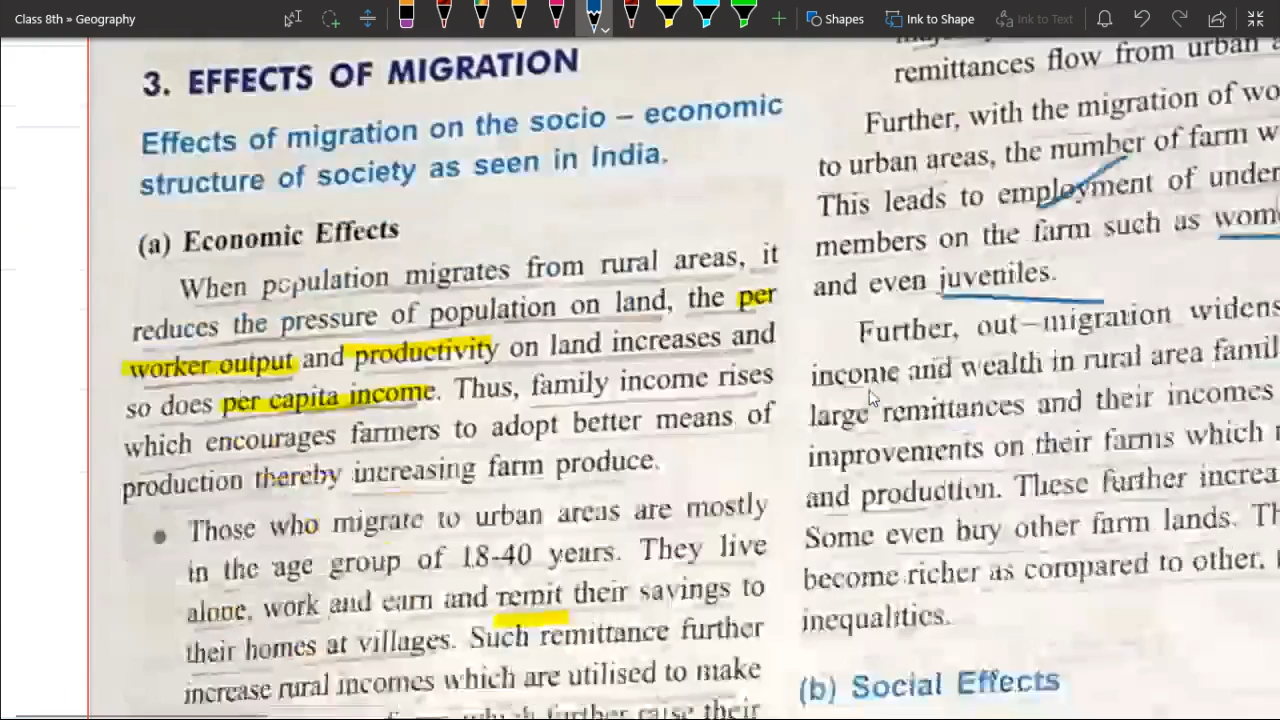 Class 8th » Geography
Shapes
Ink to Shape
Ink to Text
3. EFFECTS OF MIGRATION
Effects of migration on the socio – economic
structure of society as seen in India.
(a) Economic Effects
When population migrates from rural areas, it
reduces the pressure of population on land, the per
worker output and productivity on land increases and
so does per capita income. Thus, family income rises
which encourages farmers to adopt better means of
production thereby increasing farm produce.
• Those who migrate to urban areas are mostly
in the age group of 18-40 years. They live
alone, work and earn and remit their savings to
their homes at villages. Such remittance further
increase rural incomes which are utilised to make
which further raise their
remittances flow from urban
Further, with the migration of
to urban areas, the number of farm
This leads to employment of under
members on the farm such as
and even juveniles.
Further, out–migration widens
income and wealth in rural area
large remittances and their incomes
improvements on their farms which
and production. These further
Some even buy other farm lands.
become richer as compared to other,
inequalities.
(b) Social Effects